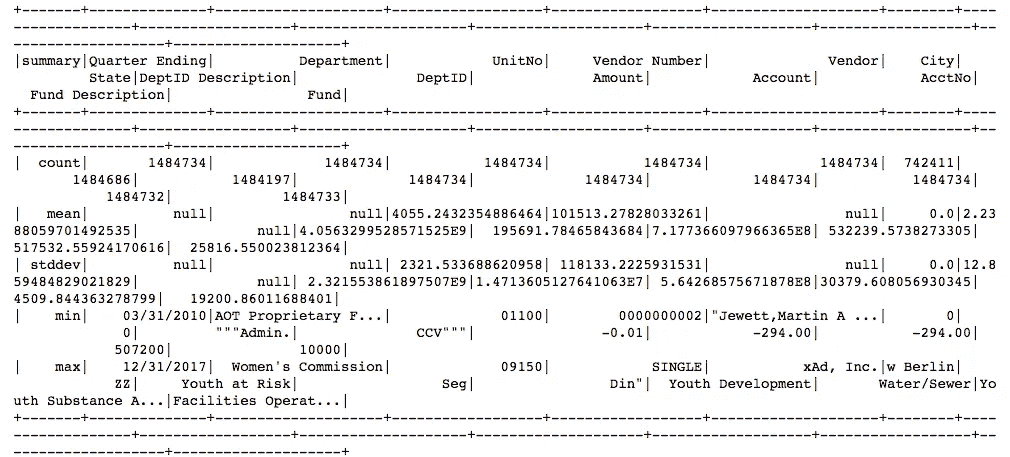 +-------+--------------+--------------------+------------------+------------------+--------------------+--------+----
--------------+------------------+--------------------+--------------------+-------------------+------------------+--
------------------+--------------------+
|summary|Quarter Ending|          Department|            UnitNo|     Vendor Number|              Vendor|    City|
         State|DeptID Description|              DeptID|              Amount|            Account|            AcctNo|
  Fund Description|                Fund|
+-------+--------------+--------------------+------------------+------------------+--------------------+--------+----
--------------+------------------+--------------------+--------------------+-------------------+------------------+--
------------------+--------------------+
|  count|       1484734|             1484734|           1484734|           1484734|             1484734|  742411|
       1484686|           1484197|             1484734|             1484734|            1484734|           1484734|
           1484732|             1484733|
|   mean|          null|                null|4055.2432354886464|101513.27828033261|                null|     0.0|2.23
88059701492535|              null|4.0563299528571525E9|  195691.78465843684|7.177366097966365E8| 532239.5738273305|
517532.55924170616|  25816.550023812364|
| stddev|          null|                null| 2321.533688620958| 118133.2225931531|                null|     0.0|12.8
59484829021829|              null| 2.321553861897507E9|1.4713605127641063E7| 5.64268575671878E8|30379.608056930345|
4509.844363278799|  19200.86011688401|
|    min|    03/31/2010|AOT Proprietary F...|             01100|        0000000002|"Jewett,Martin A ...|       0|
             0|         """Admin.|              CCV"""|               -0.01|            -294.00|           -294.00|
            507200|               10000|
|    max|    12/31/2017|  Women's Commission|             09150|            SINGLE|           xAd, Inc.|w Berlin|
            ZZ|     Youth at Risk|                 Seg|                Din"|  Youth Development|       Water/Sewer|Yo
uth Substance A...|Facilities Operat...|
+-------+--------------+--------------------+------------------+------------------+--------------------+--------+----
--------------+------------------+--------------------+--------------------+-------------------+------------------+--
------------------+--------------------+